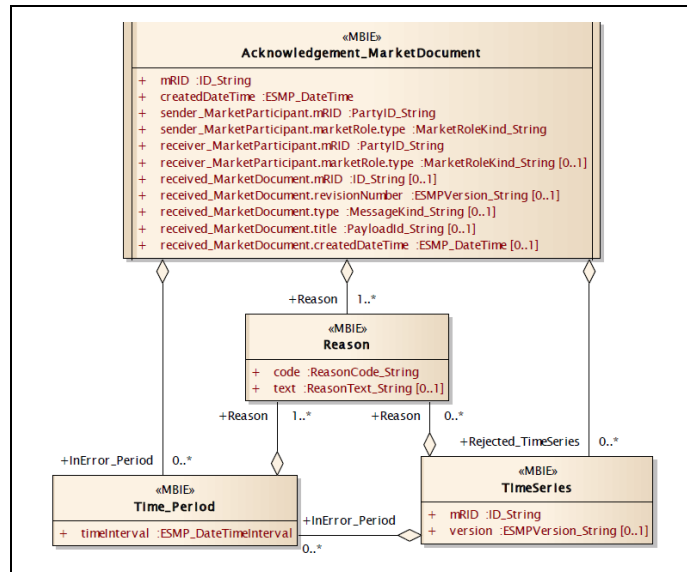 «MBIE»
Acknowledgement_MarketDocument
+ mRID :ID_String
+ createdDateTime :ESMP_DateTime
+ sender_MarketParticipant.mRID :PartyID_String
+ sender_MarketParticipant.marketRole.type :MarketRoleKind_String
+ receiver_MarketParticipant.mRID :PartyID_String
+ receiver_MarketParticipant.marketRole.type :MarketRoleKind_String [0..1]
+ received_MarketDocument.mRID :ID_String [0..1]
+ received_MarketDocument.revisionNumber :ESMPVersion_String [0..1]
+ received_MarketDocument.type :MessageKind_String [0..1]
+ received_MarketDocument.title :PayloadId_String [0..1]
+ received_MarketDocument.createdDateTime :ESMP_DateTime [0..1]
+Reason 1..*
«MBIE»
Reason
+ code :ReasonCode_String
+ text :ReasonText_String [0..1]
+Reason 1..* +Reason 0..*
+Rejected_TimeSeries 0..*
+InError_Period 0..*
«MBIE»
Time_Period
+ timeInterval :ESMP_DateTimeInterval
«MBIE»
TimeSeries
+ mRID :ID_String
+ version :ESMPVersion_String [0..1]
+InError_Period
0..*